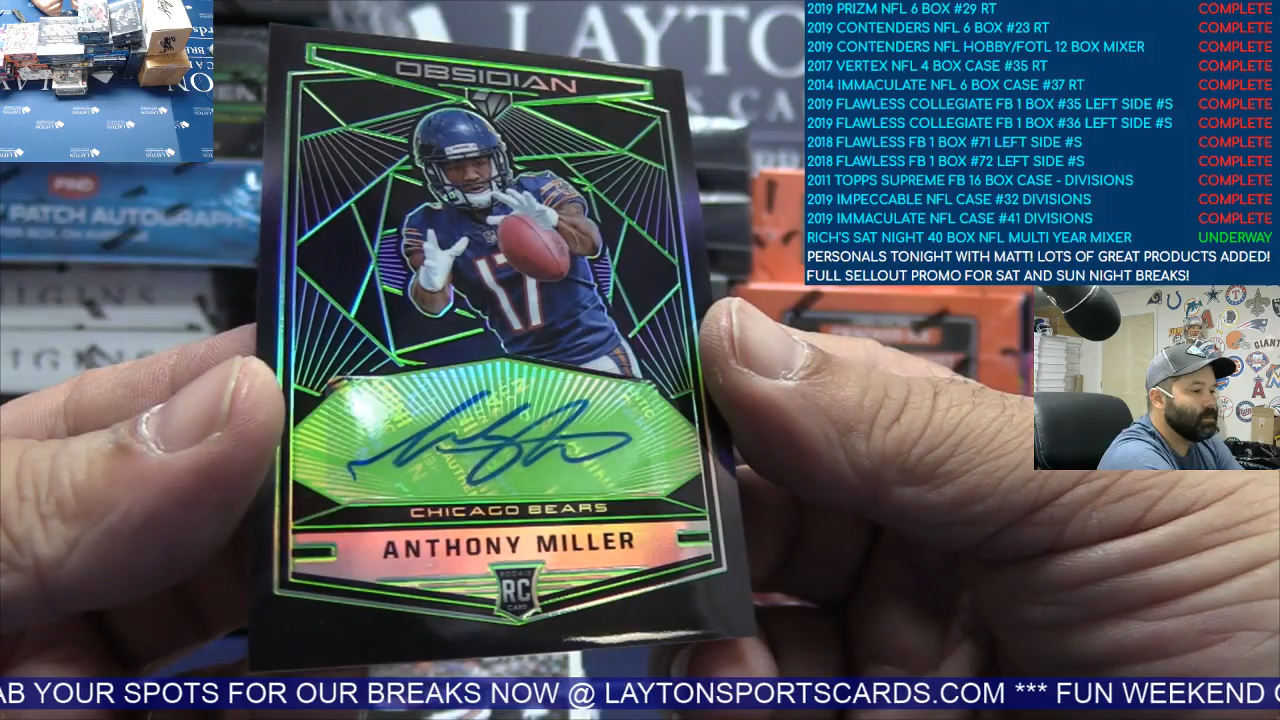 2019 PRIZM NFL 6 BOX #29 RT COMPLETE
2019 CONTENDERS NFL 6 BOX #23 RT COMPLETE
2019 CONTENDERS NFL HOBBY/FOTL 12 BOX MIXER COMPLETE
2017 VERTEX NFL 4 BOX CASE #35 RT COMPLETE
2014 IMMACULATE NFL 6 BOX CASE #37 RT COMPLETE
2019 FLAWLESS COLLEGIATE FB 1 BOX #35 LEFT SIDE #S COMPLETE
2019 FLAWLESS COLLEGIATE FB 1 BOX #36 LEFT SIDE #S COMPLETE
2018 FLAWLESS FB 1 BOX #71 LEFT SIDE #S COMPLETE
2018 FLAWLESS FB 1 BOX #72 LEFT SIDE #S COMPLETE
2011 TOPPS SUPREME FB 16 BOX CASE - DIVISIONS COMPLETE
2019 IMPECCABLE NFL CASE #32 DIVISIONS COMPLETE
2019 IMMACULATE NFL CASE #41 DIVISIONS COMPLETE
RICH'S SAT NIGHT 40 BOX NFL MULTI YEAR MIXER UNDERWAY
PERSONALS TONIGHT WITH MATT! LOTS OF GREAT PRODUCTS ADDED!
FULL SELLOUT PROMO FOR SAT AND SUN NIGHT BREAKS!
LAYTON
OBSIDIAN
PATCH AUTOGRAPH
17
CHICAGO BEARS
ANTHONY MILLER
ROOKIE
RC
CARD
GIANTS
AB YOUR SPOTS FOR OUR BREAKS NOW @ LAYTONSPORTSCARDS.COM *** FUN WEEKEND